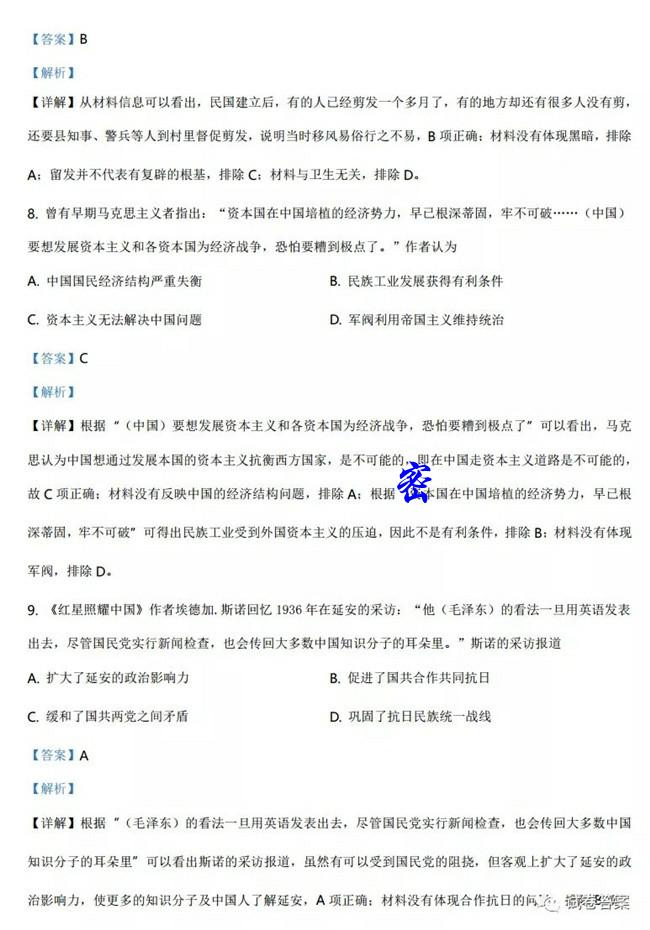 【答案】B
【解析】
【详解】从材料信息可以看出，民国建立后，有的人已经剪发一个多月了，有的地方却还有很多人没有剪，
还要县知事、警兵等人到村里督促剪发，说明当时移风易俗行之不易，B 项正确；材料没有体现黑暗，排除
A；留发并不代表有复辟的根基，排除 C；材料与卫生无关，排除 D。
8. 曾有早期马克思主义者指出：“资本国在中国培植的经济势力，早已根深蒂固，牢不可破……（中国）
要想发展资本主义和各资本国为经济战争，恐怕要糟到极点了。”作者认为
A. 中国国民经济结构严重失衡 B. 民族工业发展获得有利条件
C. 资本主义无法解决中国问题 D. 军阀利用帝国主义维持统治
【答案】C
【解析】
【详解】根据“（中国）要想发展资本主义和各资本国为经济战争，恐怕要糟到极点了”可以看出，马克
思认为中国想通过发展本国的资本主义抗衡西方国家，是不可能的，即在中国走资本主义道路是不可能的，
故 C 项正确；材料没有反映中国的经济结构问题，排除 A；根据 本国在中国培植的经济势力，早已根
密
深蒂固，牢不可破”可得出民族工业受到外国资本主义的压迫，因此不是有利条件，排除 B；材料没有体现
军阀，排除 D。
9. 《红星照耀中国》作者埃德加.斯诺回忆 1936 年在延安的采访：“他（毛泽东）的看法一旦用英语发表
出去，尽管国民党实行新闻检查，也会传回大多数中国知识分子的耳朵里。”斯诺的采访报道
A. 扩大了延安的政治影响力 B. 促进了国共合作共同抗日
C. 缓和了国共两党之间矛盾 D. 巩固了抗日民族统一战线
【答案】A
【解析】
【详解】根据“（毛泽东）的看法一旦用英语发表出去，尽管国民党实行新闻检查，也会传回大多数中国
知识分子的耳朵里”可以看出斯诺的采访报道，虽然有可以受到国民党的阻挠，但客观上扩大了延安的政
治影响力，使更多的知识分子及中国人了解延安，A 项正确；材料没有体现合作抗日的问 B
试卷答案